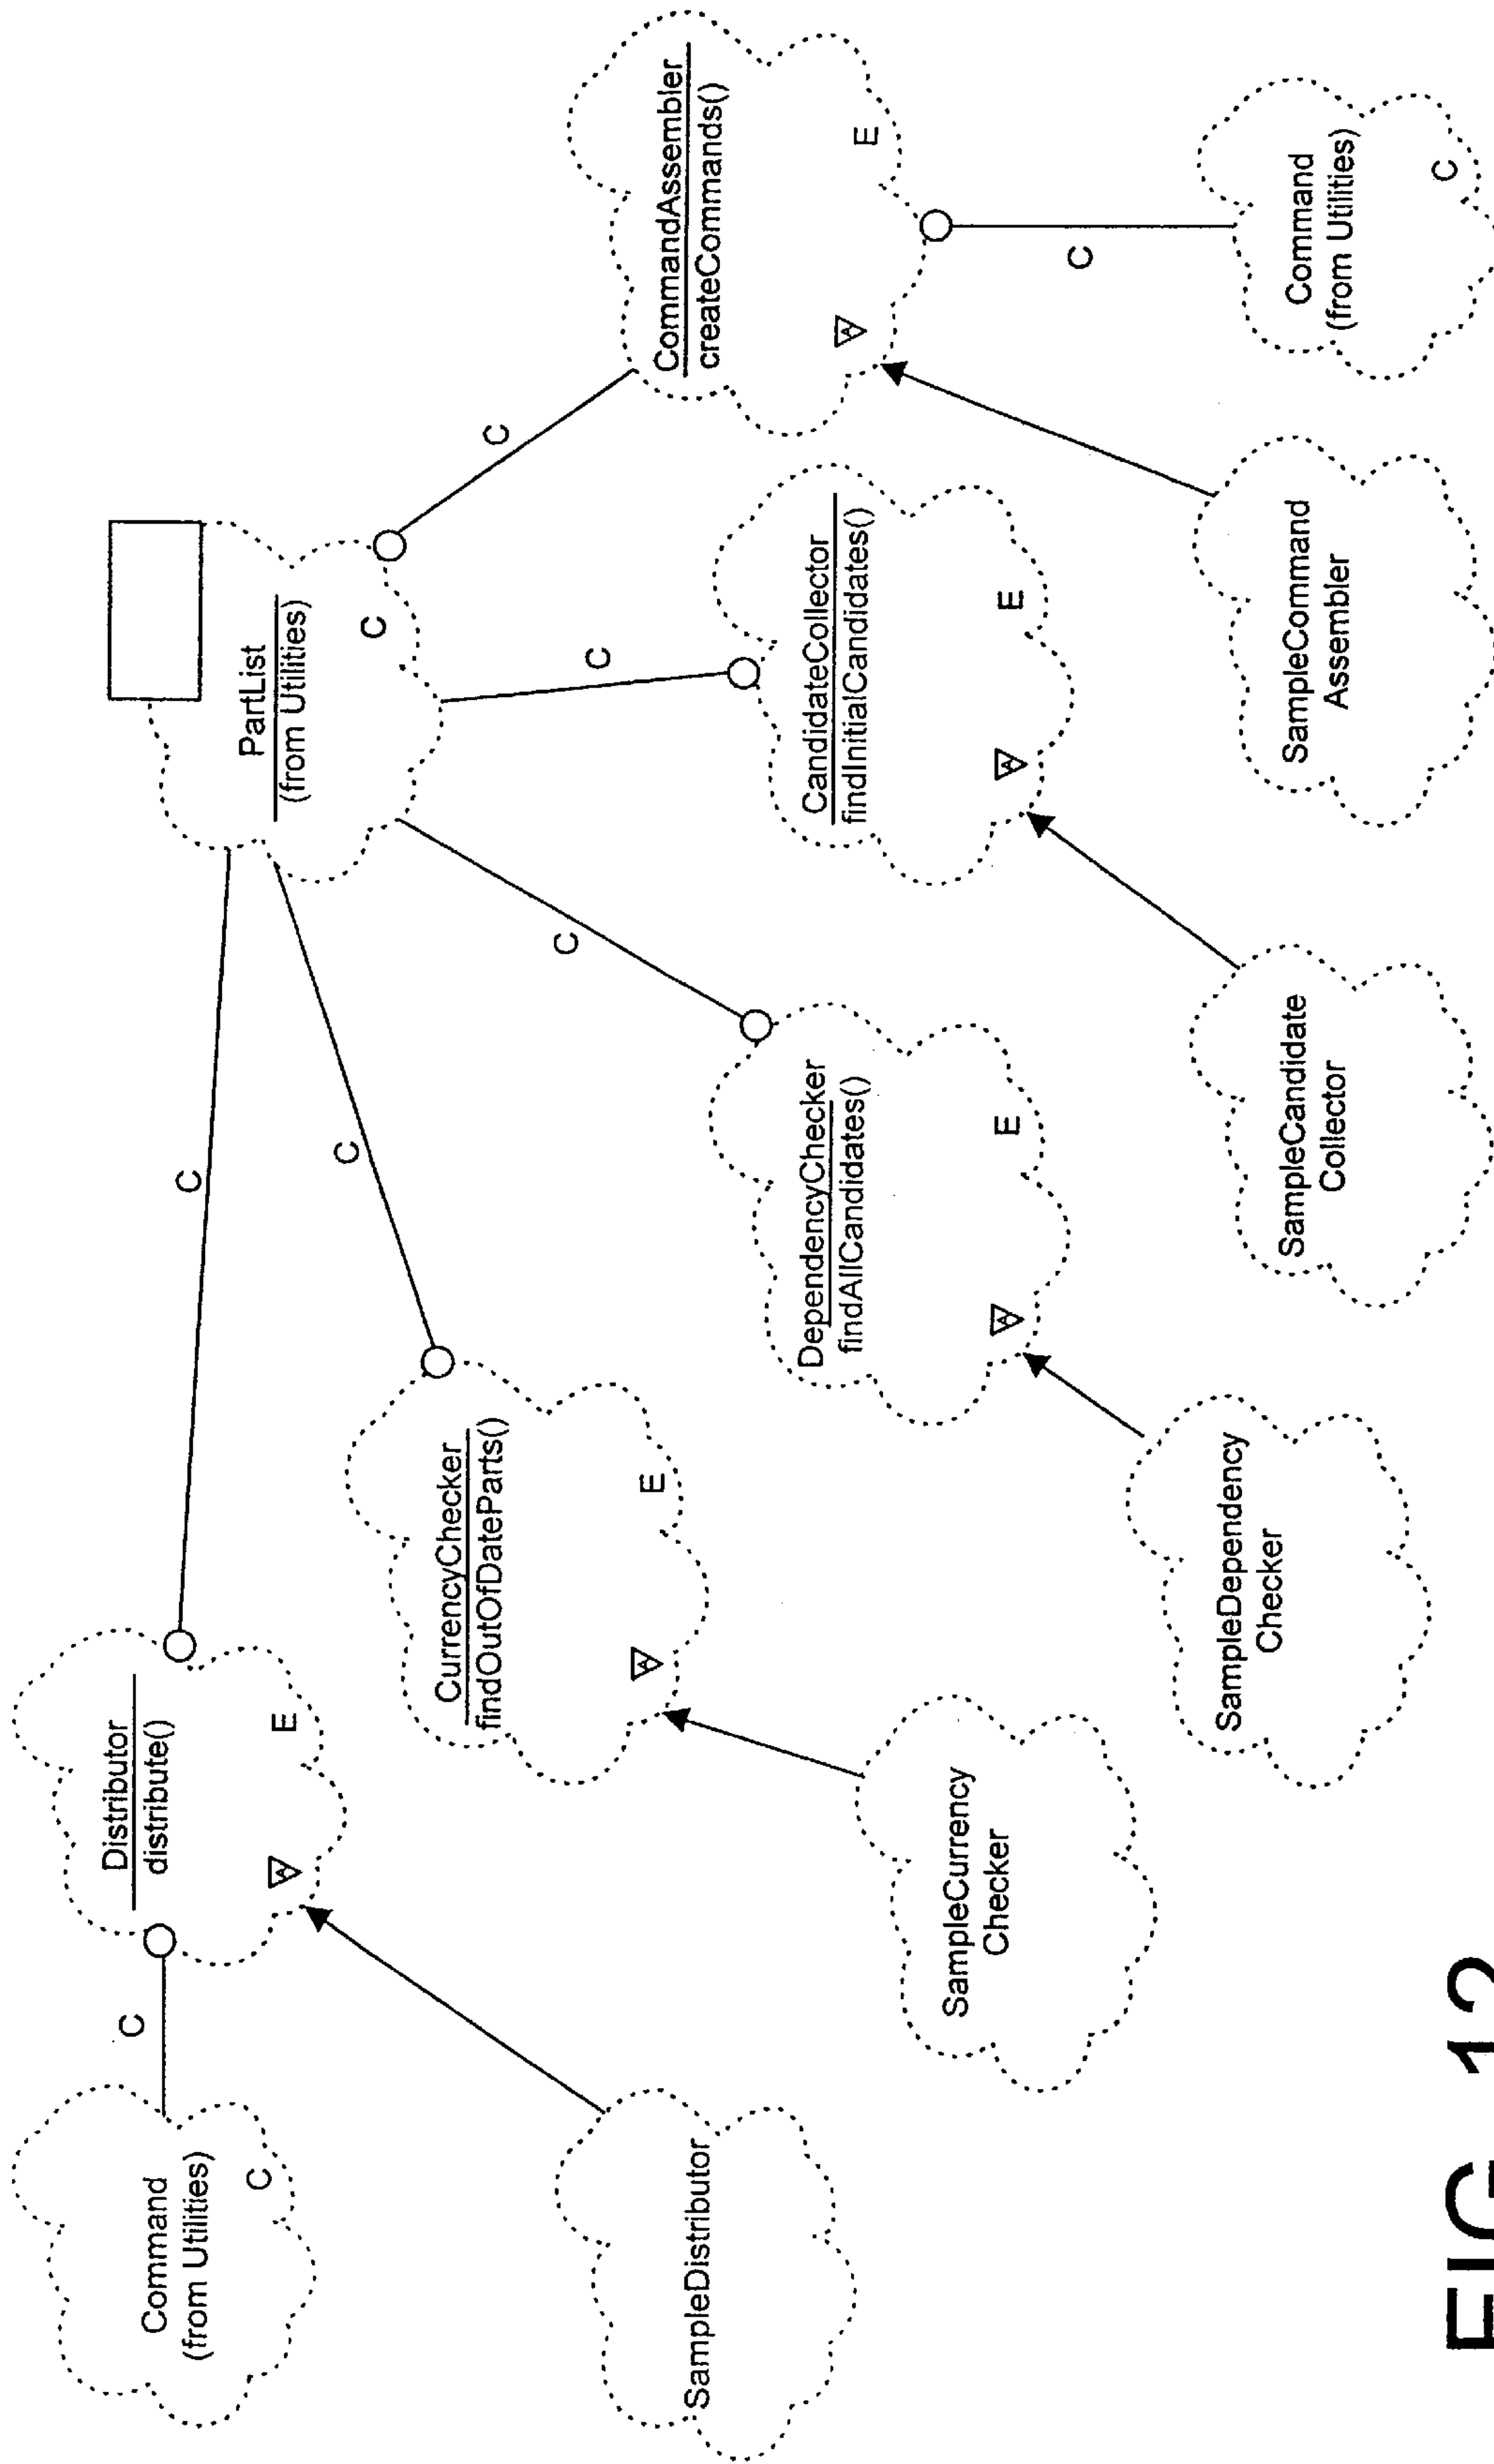 Command
(from Utilities)
C
C
Distributor
distribute()
A
E
C
PartList
(from Utilities)
C
C
CurrencyChecker
findOutOfDateParts()
A
E
C
C
C
SampleDistributor
DependencyChecker
findAllCandidates()
A
E
CandidateCollector
findInitialCandidates()
A
E
CommandAssembler
createCommands()
A
E
SampleCurrency
Checker
C
SampleDependency
Checker
SampleCandidate
Collector
SampleCommand
Assembler
Command
(from Utilities)
C
FIG. 12